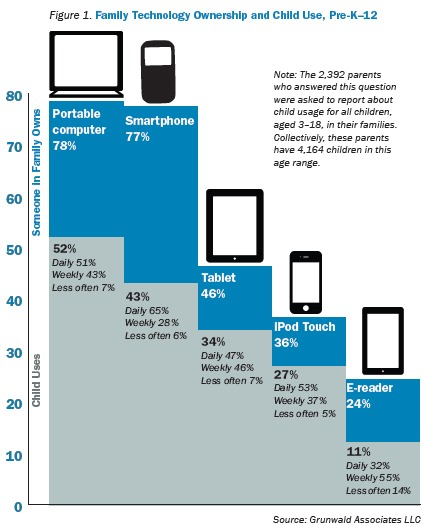 Figure 1. Family Technology Ownership and Child Use, Pre-K–12
Note: The 2,392 parents
who answered this question
were asked to report about
child usage for all children,
aged 3–18, in their families.
Collectively, these parents
have 4,164 children in this
age range.
80
70
60
50
40
30
20
10
0
Someone in Family Owns
Child Uses
Portable
computer
78%
52%
Daily 51%
Weekly 43%
Less often 7%
Smartphone
77%
43%
Daily 65%
Weekly 28%
Less often 6%
Tablet
46%
34%
Daily 47%
Weekly 46%
Less often 7%
iPod Touch
36%
27%
Daily 53%
Weekly 37%
Less often 5%
E-reader
24%
11%
Daily 32%
Weekly 55%
Less often 14%
Source: Grunwald Associates LLC